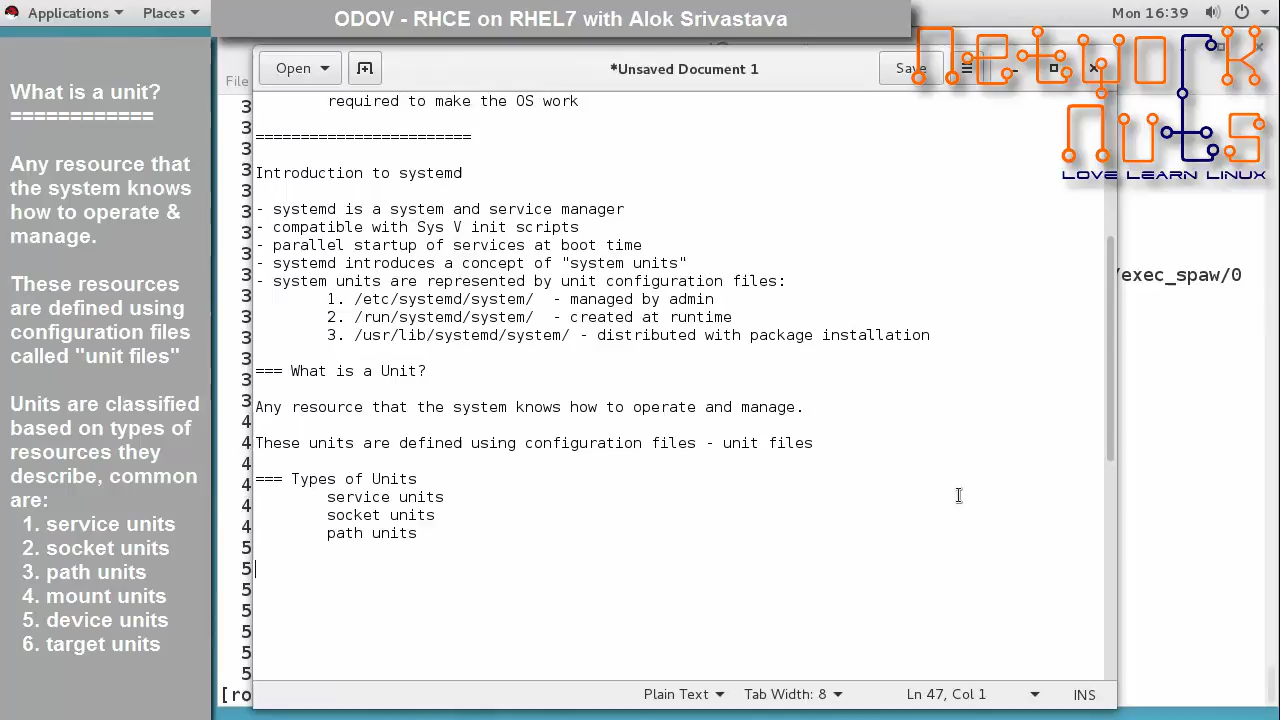 Applications Places
ODOV - RHCE on RHEL7 with Alok Srivastava
Mon 16:39
NETWORK
NUTS
LOVE LEARN LINUX
What is a unit?
============
Any resource that
the system knows
how to operate &
manage.
These resources
are defined using
configuration files
called "unit files"
Units are classified
based on types of
resources they
describe, common
are:
1. service units
2. socket units
3. path units
4. mount units
5. device units
6. target units
File
Open
*Unsaved Document 1
Save
required to make the OS work
========================
Introduction to systemd
- systemd is a system and service manager
- compatible with Sys V init scripts
- parallel startup of services at boot time
- systemd introduces a concept of "system units"
- system units are represented by unit configuration files:
1. /etc/systemd/system/ - managed by admin
2. /run/systemd/system/ - created at runtime
3. /usr/lib/systemd/system/ - distributed with package installation
=== What is a Unit?
Any resource that the system knows how to operate and manage.
These units are defined using configuration files - unit files
=== Types of Units
service units
socket units
path units
/exec_spaw/0
[ro
Plain Text Tab Width: 8 Ln 47, Col 1 INS